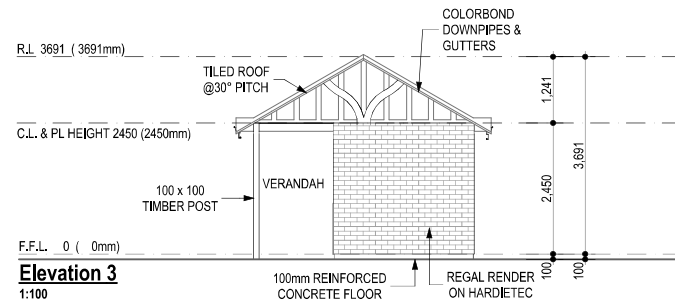 COLORBOND
DOWNPIPES &
GUTTERS
R.L 3691 ( 3691mm)
TILED ROOF
@30° PITCH
1,241
C.L. & PL HEIGHT 2450 (2450mm)
3,691
100 x 100
TIMBER POST
VERANDAH
2,450
F.F.L. 0 ( 0mm)
Elevation 3
1:100
100mm REINFORCED
CONCRETE FLOOR
REGAL RENDER
ON HARDIETEC
100
100